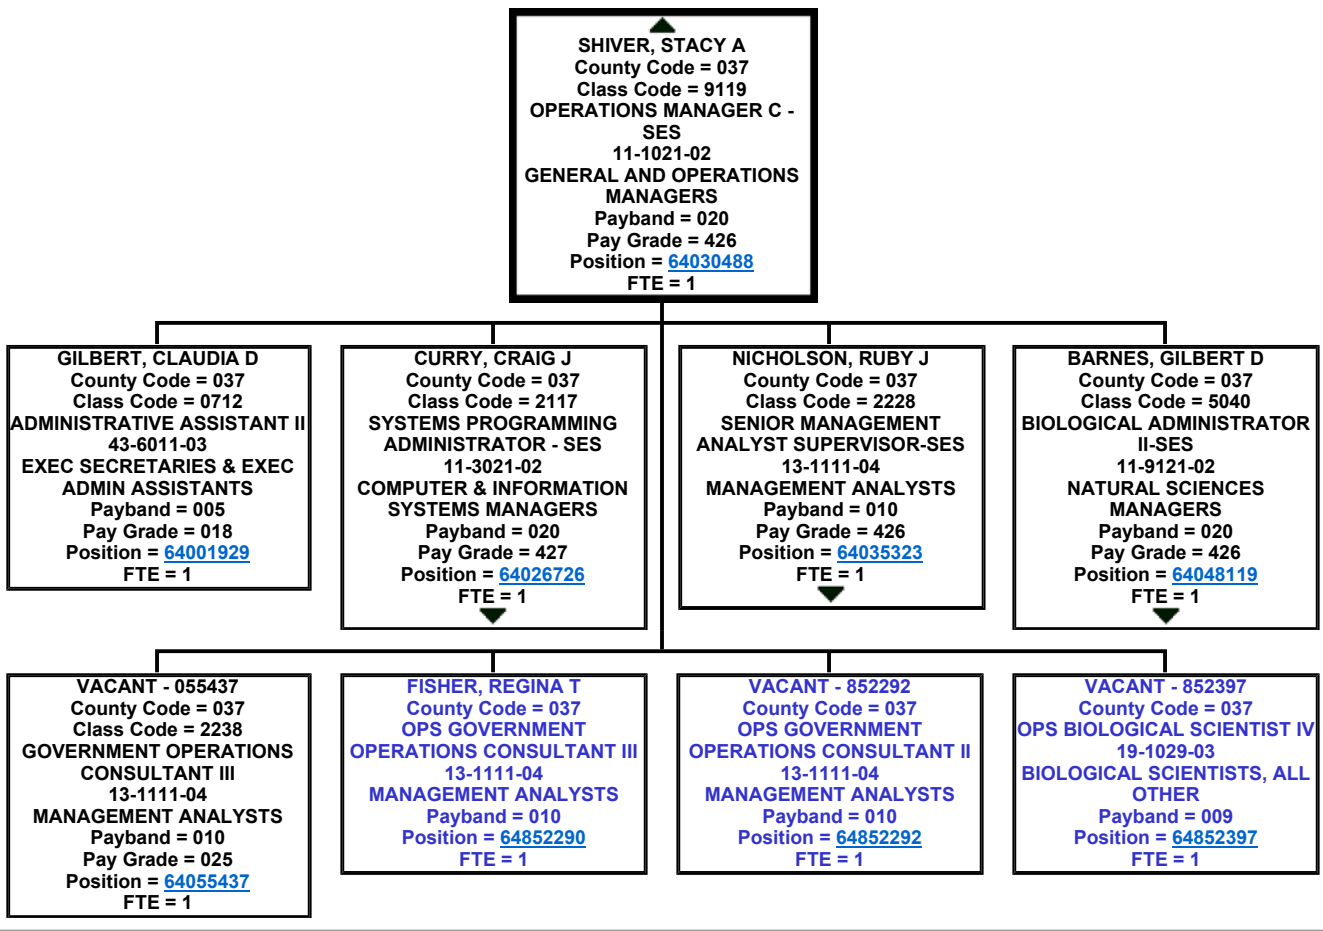 SHIVER, STACY A
County Code = 037
Class Code = 9119
OPERATIONS MANAGER C -
SES
11-1021-02
GENERAL AND OPERATIONS
MANAGERS
Payband = 020
Pay Grade = 426
Position = 64030488
FTE = 1
GILBERT, CLAUDIA D
County Code = 037
Class Code = 0712
ADMINISTRATIVE ASSISTANT II
43-6011-03
EXEC SECRETARIES & EXEC
ADMIN ASSISTANTS
Payband = 005
Pay Grade = 018
Position = 64001929
FTE = 1
CURRY, CRAIG J
County Code = 037
Class Code = 2117
SYSTEMS PROGRAMMING
ADMINISTRATOR - SES
11-3021-02
COMPUTER & INFORMATION
SYSTEMS MANAGERS
Payband = 020
Pay Grade = 427
Position = 64026726
FTE = 1
NICHOLSON, RUBY J
County Code = 037
Class Code = 2228
SENIOR MANAGEMENT
ANALYST SUPERVISOR-SES
13-1111-04
MANAGEMENT ANALYSTS
Payband = 010
Pay Grade = 426
Position = 64035323
FTE = 1
BARNES, GILBERT D
County Code = 037
Class Code = 5040
BIOLOGICAL ADMINISTRATOR
II-SES
11-9121-02
NATURAL SCIENCES
MANAGERS
Payband = 020
Pay Grade = 426
Position = 64048119
FTE = 1
VACANT - 055437
County Code = 037
Class Code = 2238
GOVERNMENT OPERATIONS
CONSULTANT III
13-1111-04
MANAGEMENT ANALYSTS
Payband = 010
Pay Grade = 025
Position = 64055437
FTE = 1
FISHER, REGINA T
County Code = 037
OPS GOVERNMENT
OPERATIONS CONSULTANT III
13-1111-04
MANAGEMENT ANALYSTS
Payband = 010
Position = 64852290
FTE = 1
VACANT - 852292
County Code = 037
OPS GOVERNMENT
OPERATIONS CONSULTANT II
13-1111-04
MANAGEMENT ANALYSTS
Payband = 010
Position = 64852292
FTE = 1
VACANT - 852397
County Code = 037
OPS BIOLOGICAL SCIENTIST IV
19-1029-03
BIOLOGICAL SCIENTISTS, ALL
OTHER
Payband = 009
Position = 64852397
FTE = 1